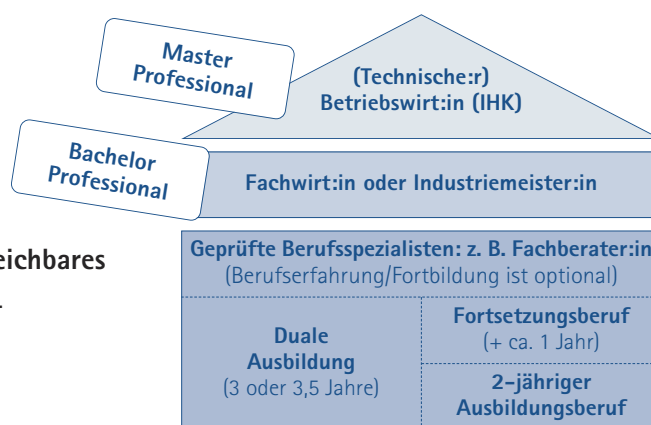 Master
Professional
(Technische:r)
Betriebswirt:in (IHK)
Bachelor
Professional
Fachwirt:in oder Industriemeister:in
eichbares
Geprüfte Berufsspezialisten: z. B. Fachberater:in
(Berufserfahrung/Fortbildung ist optional)
Duale
Ausbildung
(3 oder 3,5 Jahre)
Fortsetzungsberuf
(+ ca. 1 Jahr)
2-jähriger
Ausbildungsberuf